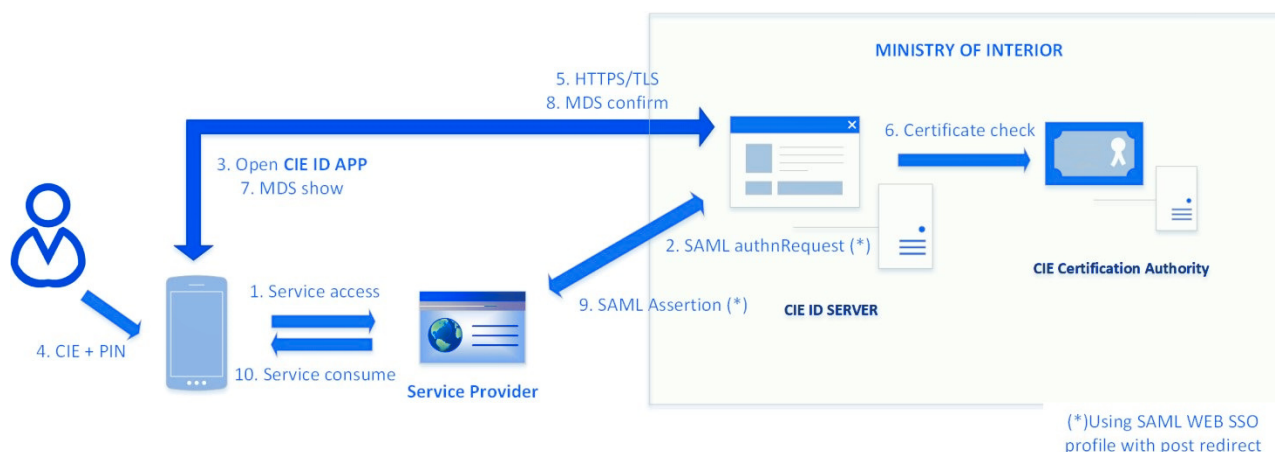 MINISTRY OF INTERIOR
5. HTTPS/TLS
8. MDS confirm
6. Certificate check
3. Open CIE ID APP
7. MDS show
2. SAML authnRequest (*)
CIE Certification Authority
1. Service access
9. SAML Assertion (*)
CIE ID SERVER
4. CIE + PIN
10. Service consume
Service Provider
(*)Using SAML WEB SSO
profile with post redirect